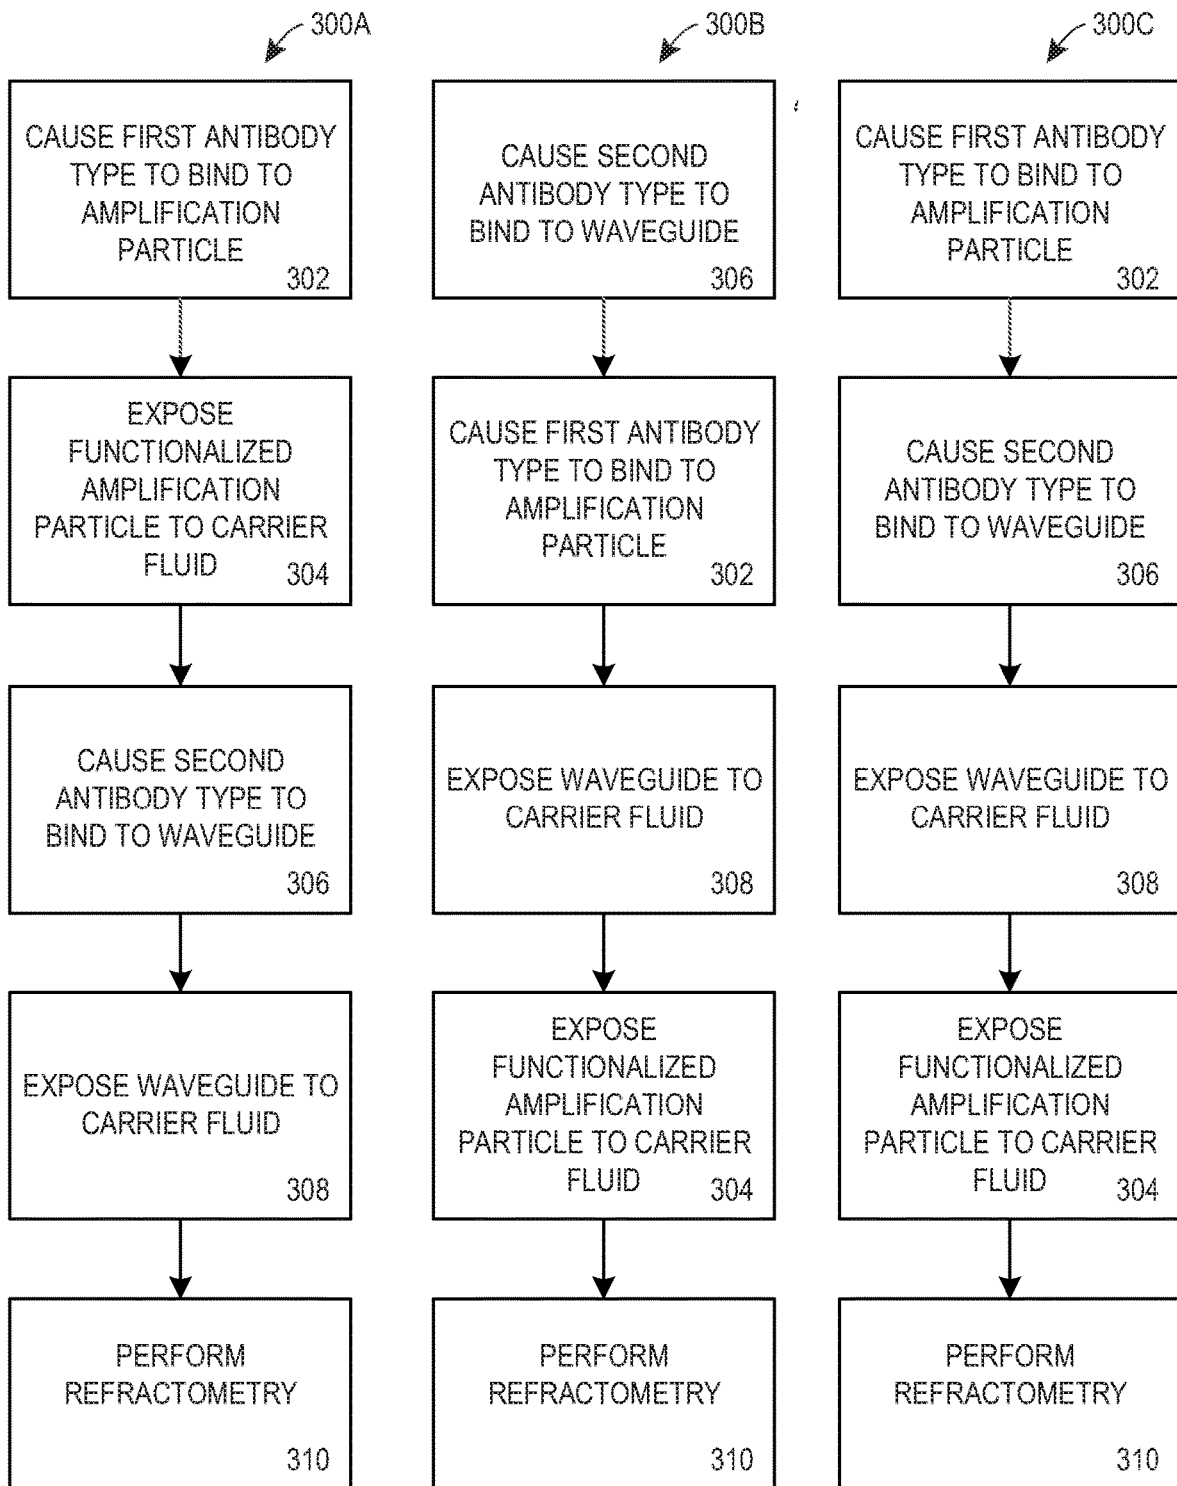 300A
CAUSE FIRST ANTIBODY
TYPE TO BIND TO
AMPLIFICATION
PARTICLE
302
EXPOSE
FUNCTIONALIZED
AMPLIFICATION
PARTICLE TO CARRIER
FLUID
304
CAUSE SECOND
ANTIBODY TYPE TO
BIND TO WAVEGUIDE
306
EXPOSE WAVEGUIDE TO
CARRIER FLUID
308
PERFORM
REFRACTOMETRY
310
300B
CAUSE SECOND
ANTIBODY TYPE TO
BIND TO WAVEGUIDE
306
CAUSE FIRST ANTIBODY
TYPE TO BIND TO
AMPLIFICATION
PARTICLE
302
EXPOSE WAVEGUIDE TO
CARRIER FLUID
308
EXPOSE
FUNCTIONALIZED
AMPLIFICATION
PARTICLE TO CARRIER
FLUID
304
PERFORM
REFRACTOMETRY
310
300C
CAUSE FIRST ANTIBODY
TYPE TO BIND TO
AMPLIFICATION
PARTICLE
302
CAUSE SECOND
ANTIBODY TYPE TO
BIND TO WAVEGUIDE
306
EXPOSE WAVEGUIDE TO
CARRIER FLUID
308
EXPOSE
FUNCTIONALIZED
AMPLIFICATION
PARTICLE TO CARRIER
FLUID
304
PERFORM
REFRACTOMETRY
310